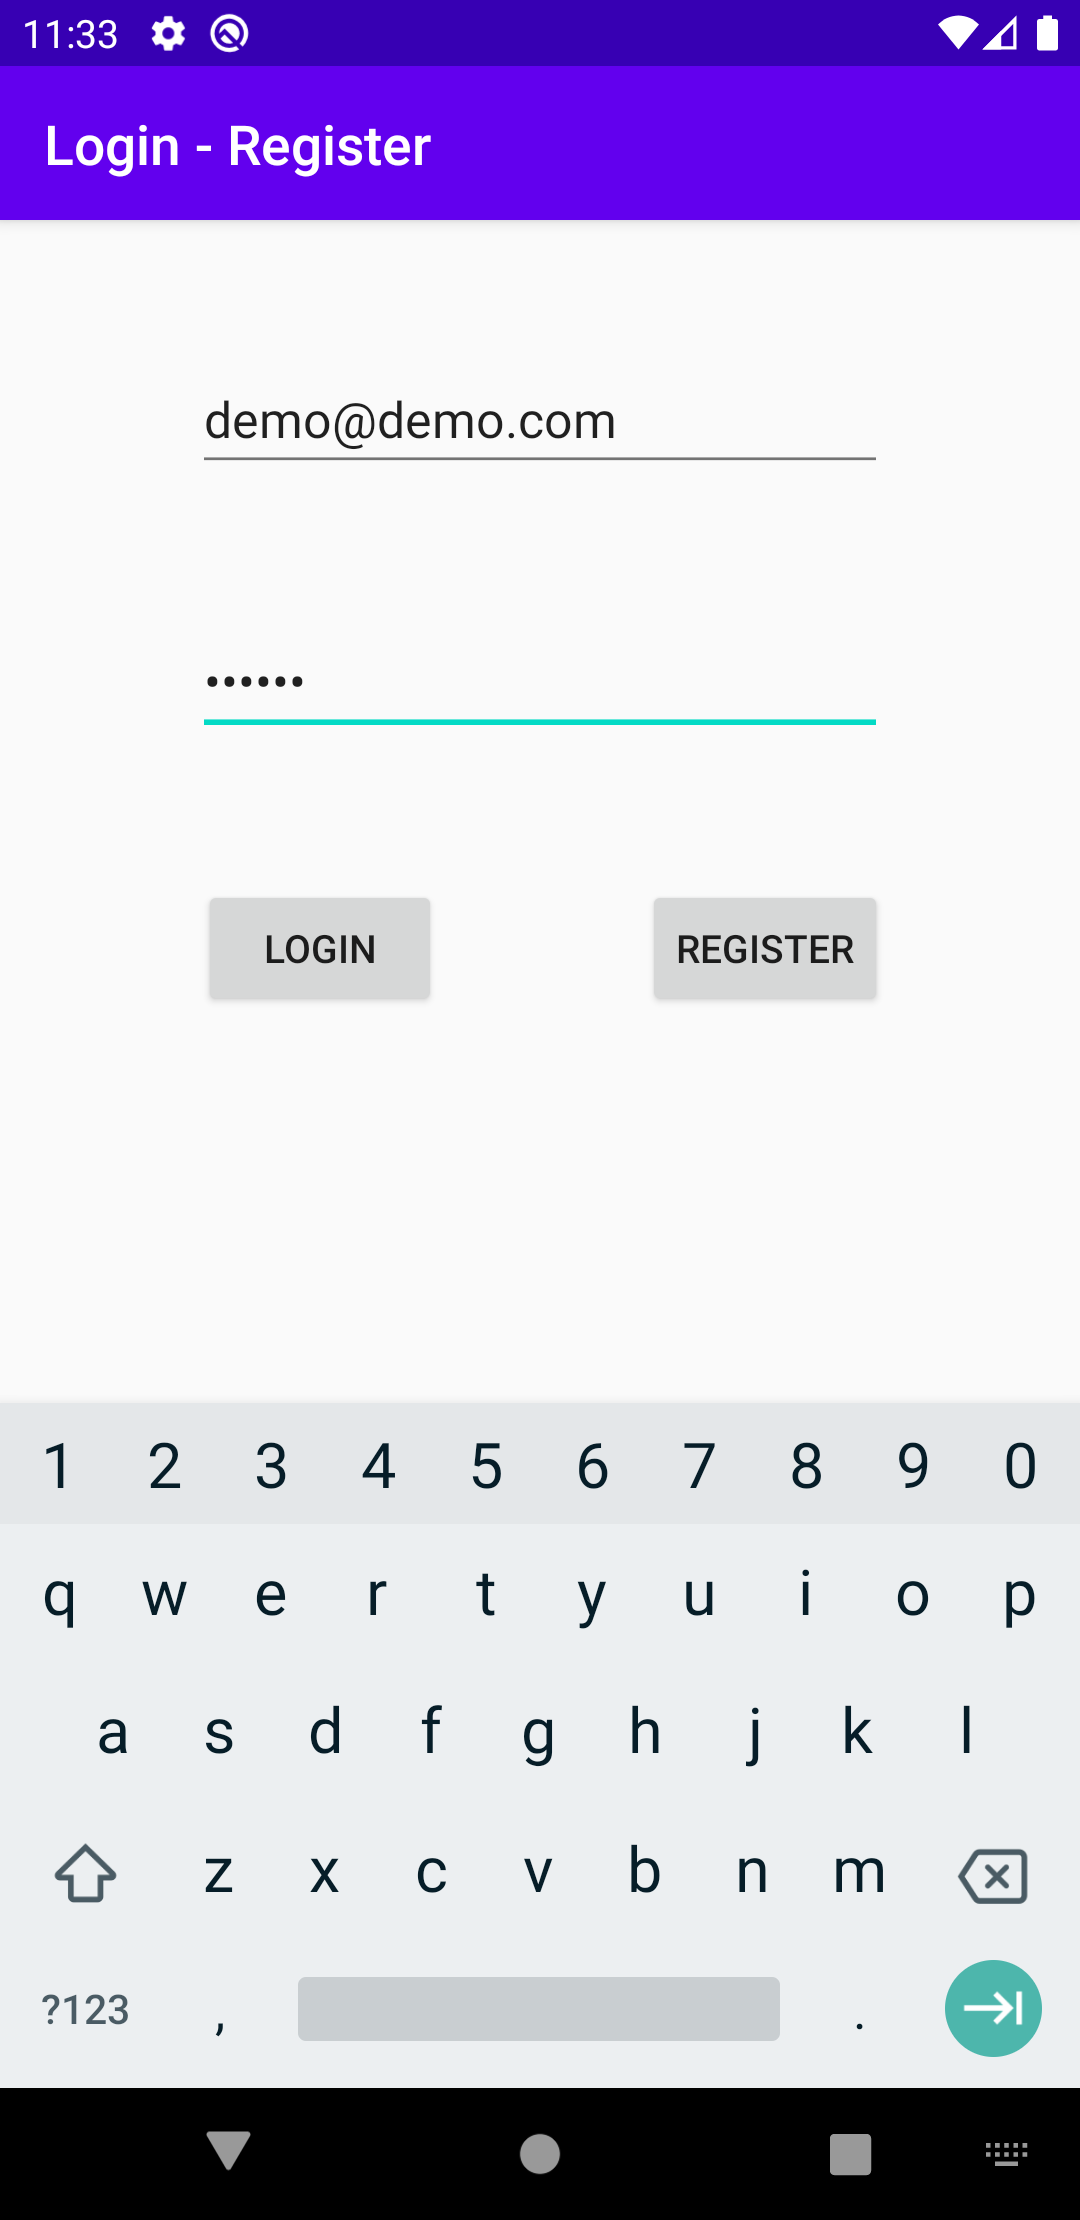 11:33
Login - Register
demo@demo.com
••••••
LOGIN
REGISTER
1 2 3 4 5 6 7 8 9 0
q w e r t y u i o p
a s d f g h j k l
z x c v b n m
?123 , .